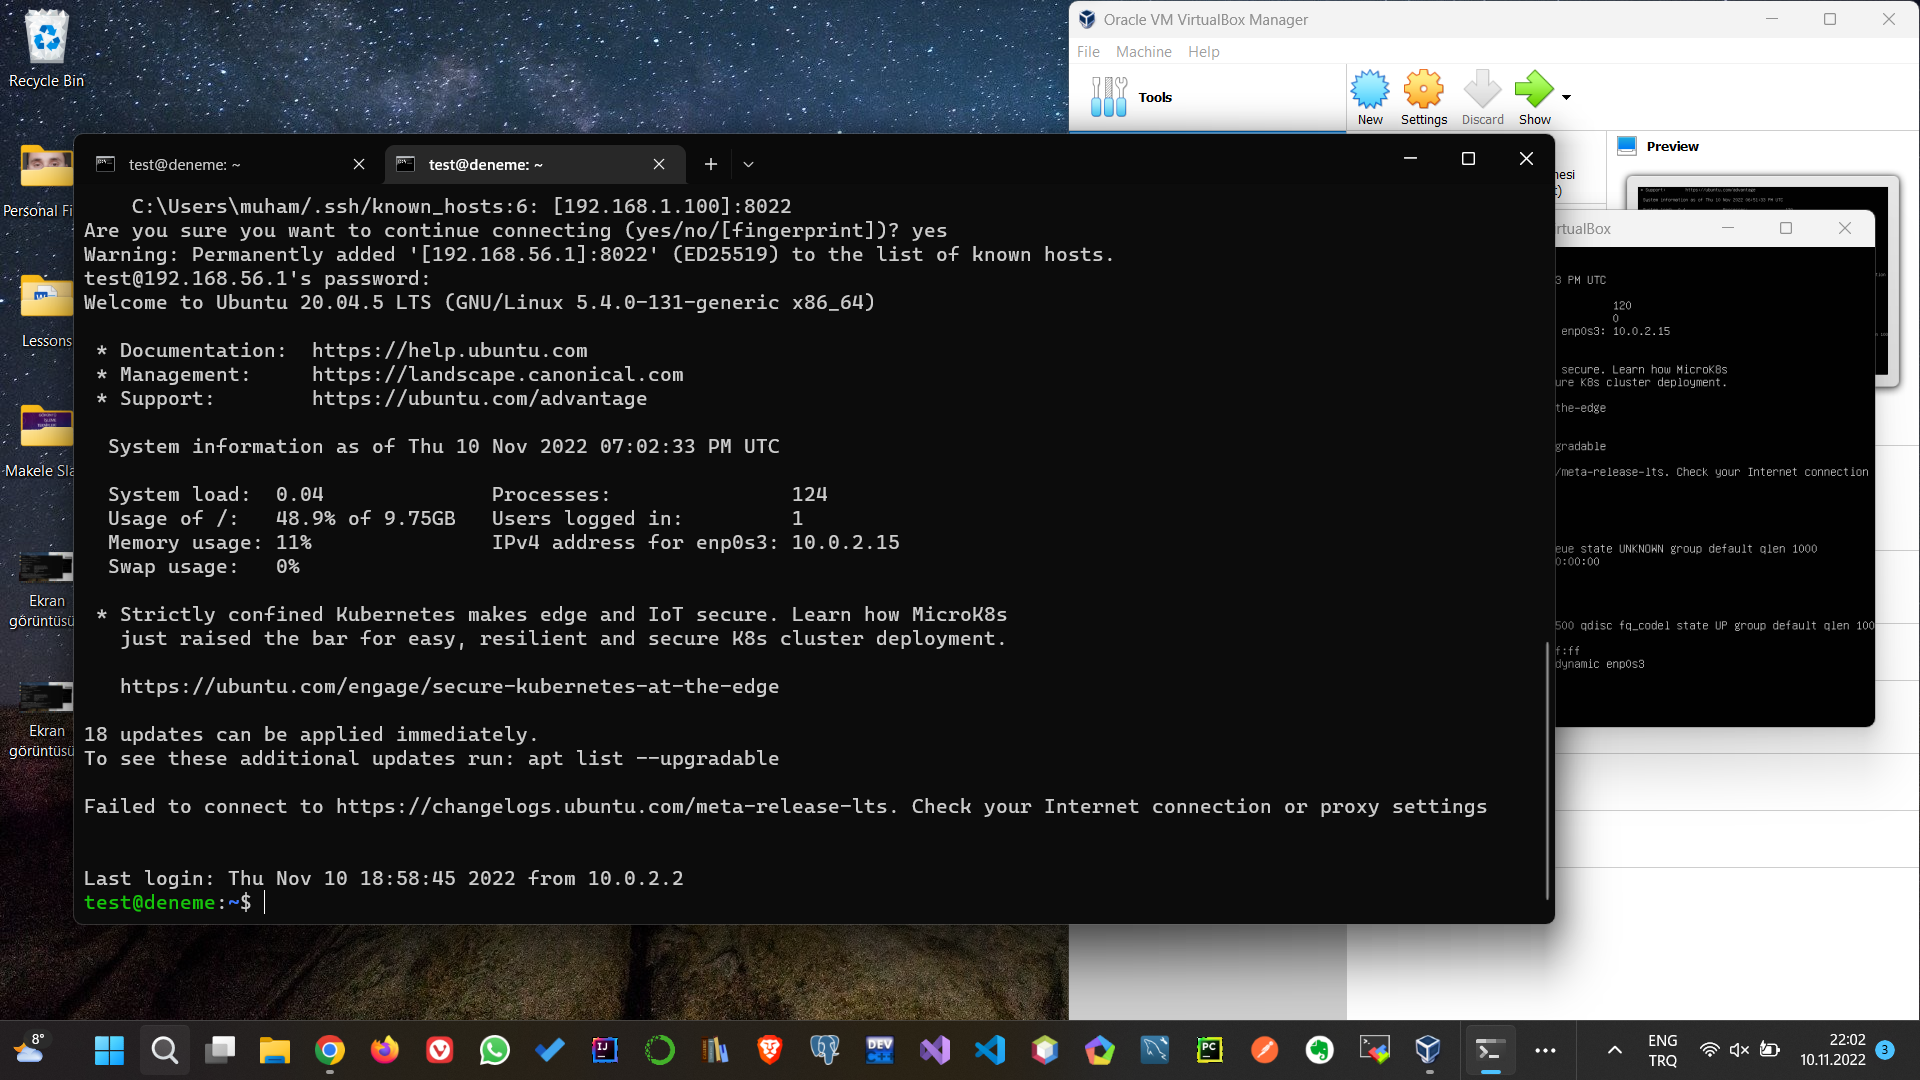 Recycle Bin
Personal Fi
Lessons
Makele Sla
Ekran
görüntüsü
Ekran
görüntüsü
Oracle VM VirtualBox Manager
File Machine Help
Tools
New Settings Discard Show
Preview
nesi
:)
test@deneme: ~
test@deneme: ~
C:\Users\muham/.ssh/known_hosts:6: [192.168.1.100]:8022
Are you sure you want to continue connecting (yes/no/[fingerprint])? yes
Warning: Permanently added '[192.168.56.1]:8022' (ED25519) to the list of known hosts.
test@192.168.56.1's password:
Welcome to Ubuntu 20.04.5 LTS (GNU/Linux 5.4.0-131-generic x86_64)
* Documentation: https://help.ubuntu.com
* Management: https://landscape.canonical.com
* Support: https://ubuntu.com/advantage
System information as of Thu 10 Nov 2022 07:02:33 PM UTC
System load: 0.04 Processes: 124
Usage of /: 48.9% of 9.75GB Users logged in: 1
Memory usage: 11% IPv4 address for enp0s3: 10.0.2.15
Swap usage: 0%
* Strictly confined Kubernetes makes edge and IoT secure. Learn how MicroK8s
just raised the bar for easy, resilient and secure K8s cluster deployment.
https://ubuntu.com/engage/secure-kubernetes-at-the-edge
18 updates can be applied immediately.
To see these additional updates run: apt list --upgradable
Failed to connect to https://changelogs.ubuntu.com/meta-release-lts. Check your Internet connection or proxy settings
Last login: Thu Nov 10 18:58:45 2022 from 10.0.2.2
test@deneme:~$
rtualBox
3 PM UTC
120
0
enp0s3: 10.0.2.15
secure. Learn how MicroK8s
ure K8s cluster deployment.
the-edge
gradable
/meta-release-lts. Check your Internet connection
eue state UNKNOWN group default qlen 1000
0:00:00
500 qdisc fq_codel state UP group default qlen 100
f:ff
dynamic enp0s3
8°
ENG
TRQ
22:02
10.11.2022
3